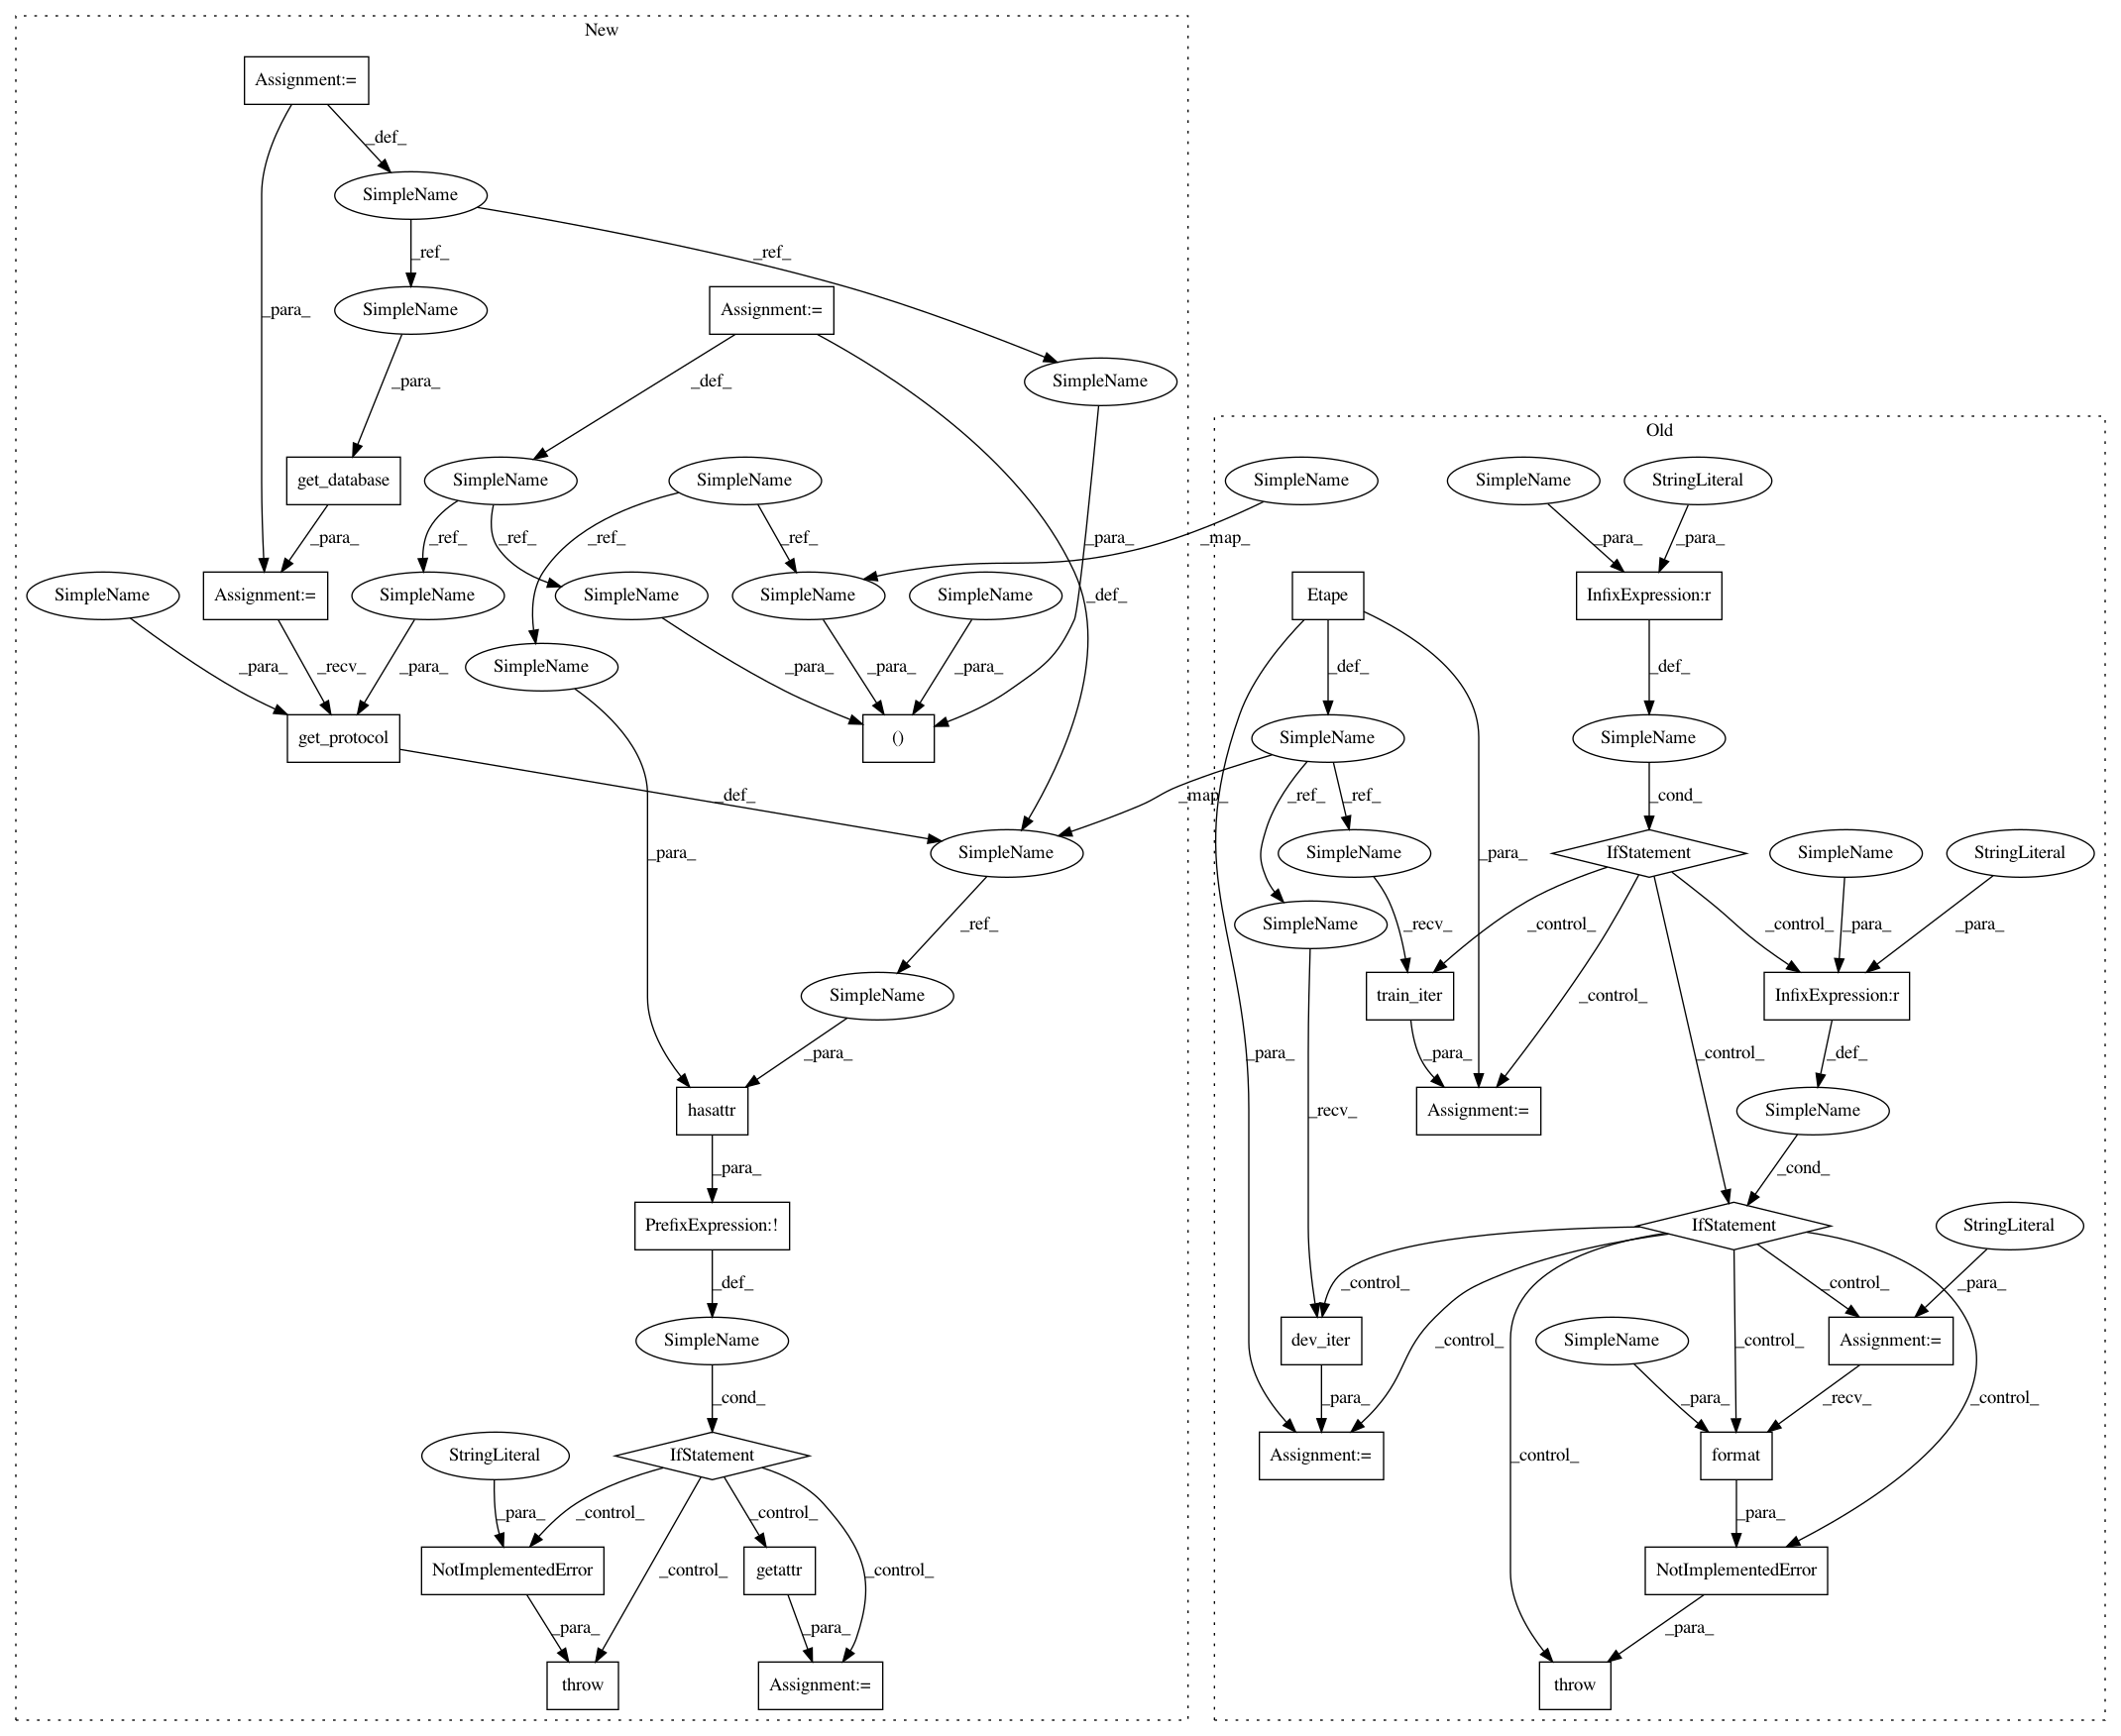 New
Assignment:=
_def_
SimpleName
_ref_
_ref_
_para_
SimpleName
Assignment:=
SimpleName
_para_
_def_
Old
get_database
SimpleName
SimpleName
SimpleName
SimpleName
StringLiteral
_para_
_ref_
_ref_
_ref_
_ref_
_para_
_map_
_para_
_para_
SimpleName
Assignment:=
SimpleName
SimpleName
SimpleName
SimpleName
_def_
Etape
InfixExpression:r
_para_
_recv_
_para_
SimpleName
_para_
_para_
_para_
_def_
_def_
get_protocol
()
SimpleName
SimpleName
_def_
_map_
_ref_
_ref_
_cond_
_para_
SimpleName
SimpleName
_para_
IfStatement
SimpleName
StringLiteral
_ref_
SimpleName
_recv_
_control_
_control_
_para_
_para_
SimpleName
train_iter
_control_
InfixExpression:r
_para_
_para_
_para_
_control_
_def_
hasattr
_recv_
Assignment:=
SimpleName
_para_
_cond_
PrefixExpression:!
IfStatement
StringLiteral
_def_
_control_
_control_
_para_
SimpleName
dev_iter
SimpleName
_control_
_control_
Assignment:=
_cond_
_para_
_para_
_recv_
_control_
StringLiteral
IfStatement
Assignment:=
_control_
format
_para_
_control_
_control_
_control_
_para_
NotImplementedError
getattr
NotImplementedError
_para_
_control_
_para_
_para_
throw
Assignment:=
throw